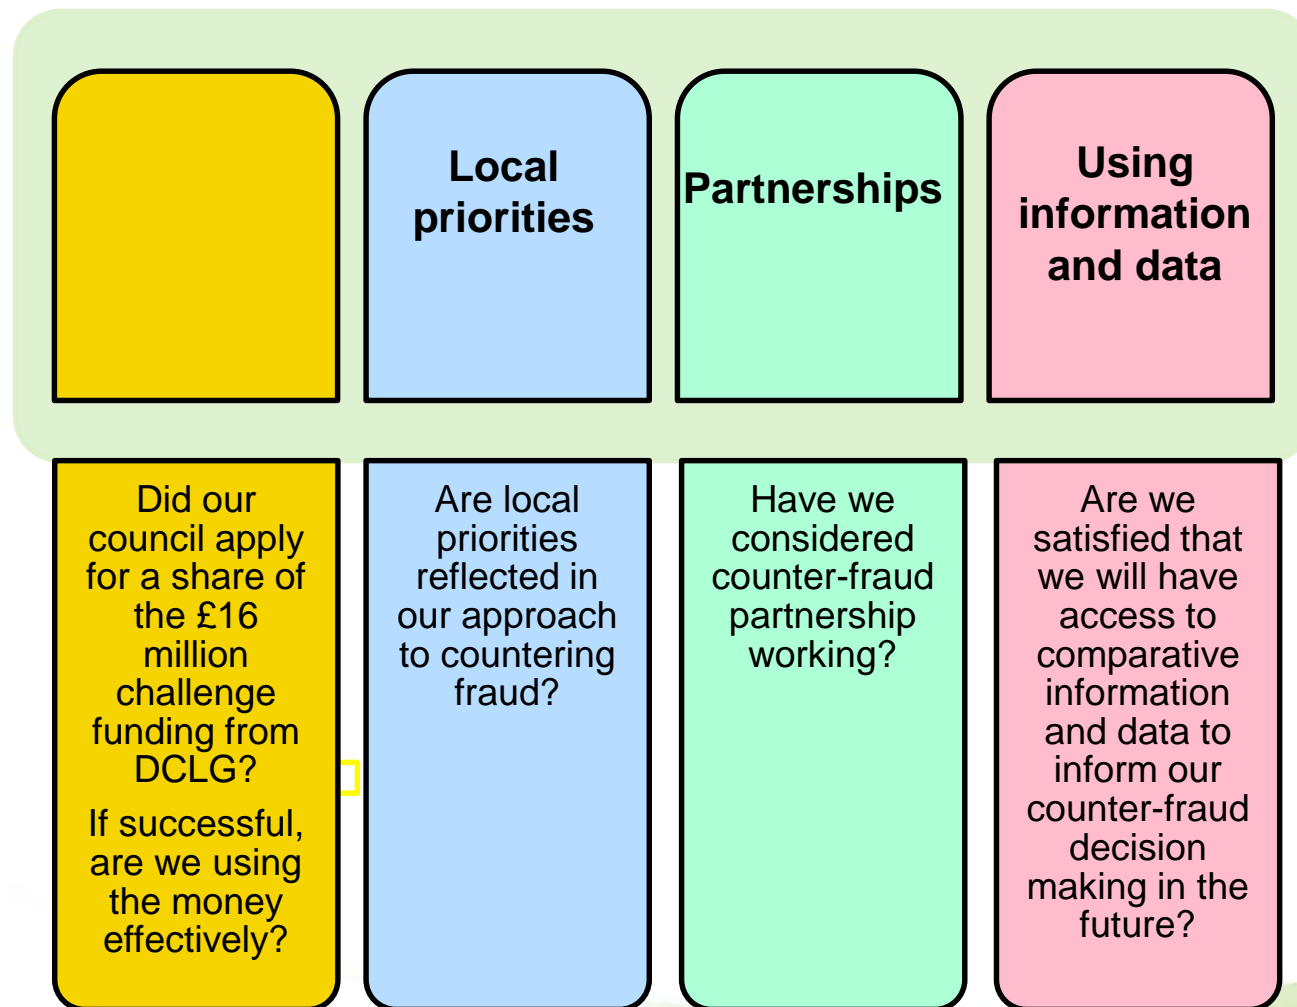 Local
priorities
Partnerships
Using
information
and data
Did our
council apply
for a share of
the £16
million
challenge
funding from
DCLG?
If successful,
are we using
the money
effectively?
Are local
priorities
reflected in
our approach
to countering
fraud?
Have we
considered
counter-fraud
partnership
working?
Are we
satisfied that
we will have
access to
comparative
information
and data to
inform our
counter-fraud
decision
making in the
future?